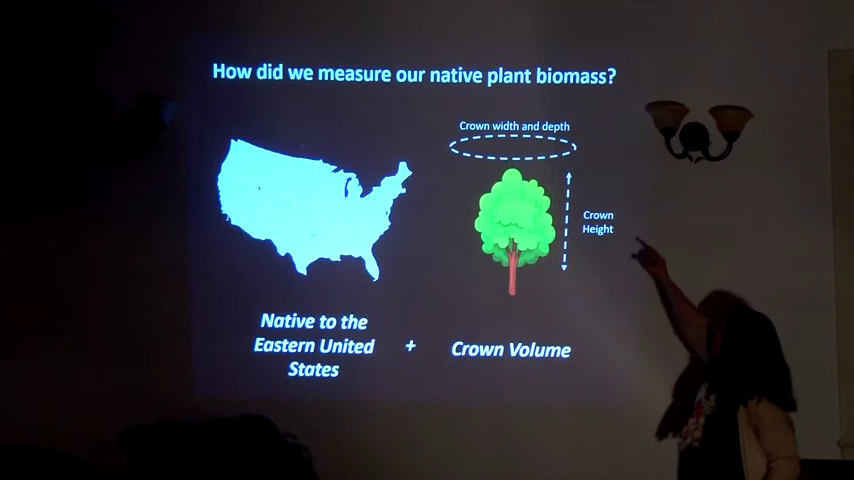 How did we measure our native plant biomass?
Crown width and depth
Crown
Height
Native to the
Eastern United
States
+
Crown Volume